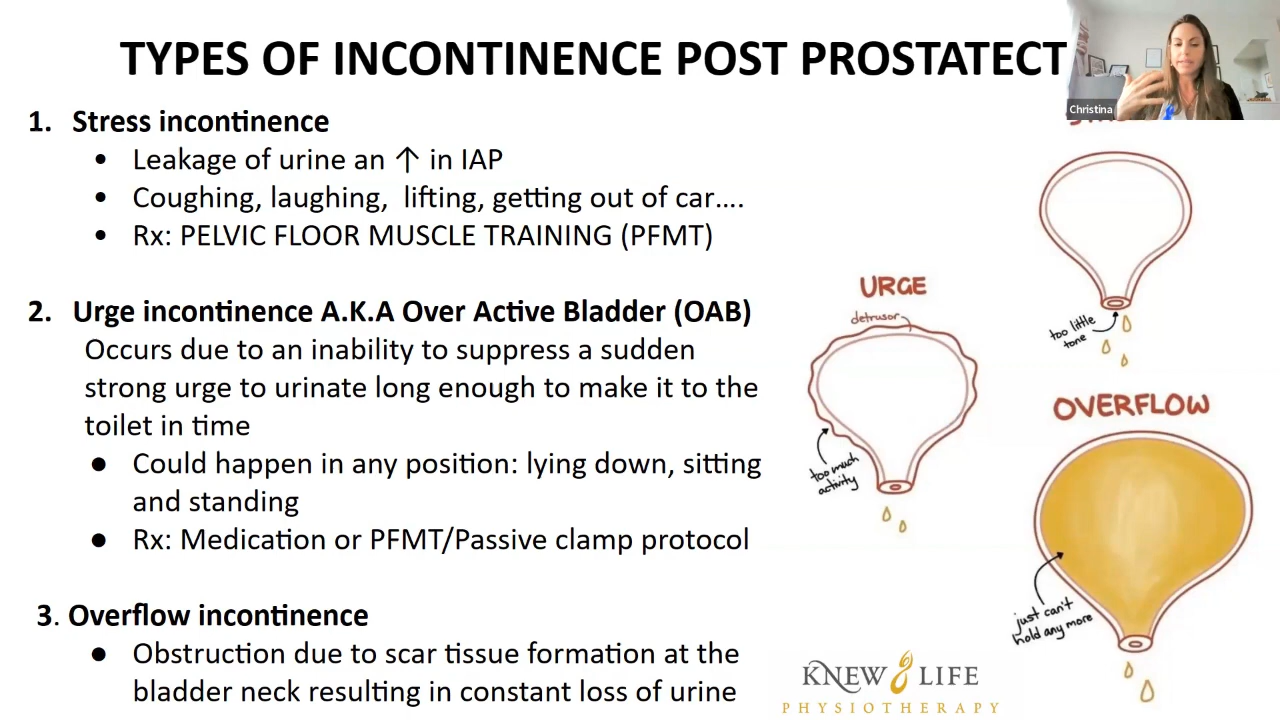 TYPES OF INCONTINENCE POST PROSTATECT
Christina
1. Stress incontinence
• Leakage of urine an ↑ in IAP
• Coughing, laughing, lifting, getting out of car....
• Rx: PELVIC FLOOR MUSCLE TRAINING (PFMT)
2. Urge incontinence A.K.A Over Active Bladder (OAB)
Occurs due to an inability to suppress a sudden
strong urge to urinate long enough to make it to the
toilet in time
● Could happen in any position: lying down, sitting
and standing
● Rx: Medication or PFMT/Passive clamp protocol
3. Overflow incontinence
● Obstruction due to scar tissue formation at the
bladder neck resulting in constant loss of urine
too little
tone
URGE
detrusor
too much
activity
OVERFLOW
just can't
hold any more
KNEW LIFE
PHYSIOTHERAPY